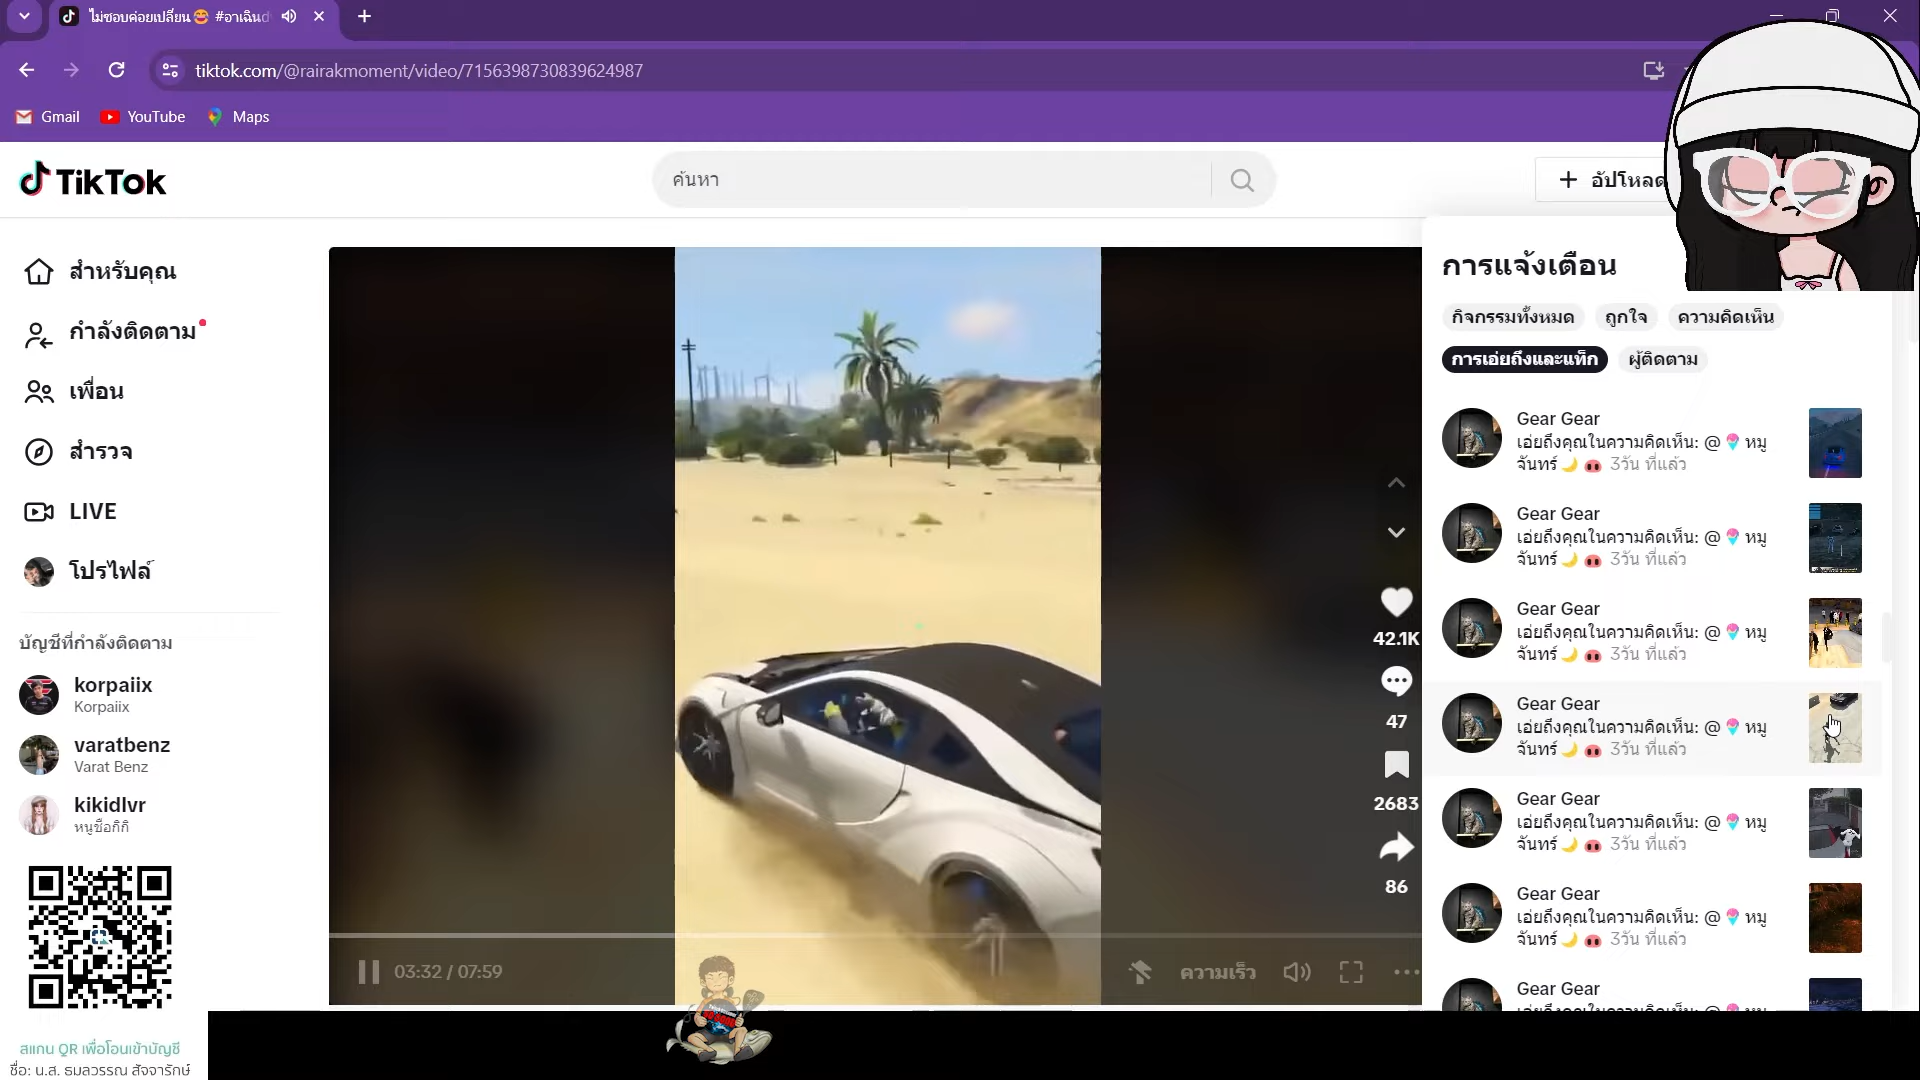 ไม่ชอบค่อยเปลี่ยน😂 #อาเฉินd
tiktok.com/@rairakmoment/video/7156398730839624987
Gmail
YouTube
Maps
TikTok
ค้นหา
อัปโหลด
สำหรับคุณ
กำลังติดตาม
เพื่อน
สำรวจ
LIVE
โปรไฟล์
บัญชีที่กำลังติดตาม
korpaiix
Korpaiix
varatbenz
Varat Benz
kikidlvr
หนูชื่อกีกี
สแกน QR เพื่อโอนเข้าบัญชี
ชื่อ: น.ส. ธมลวรรณ สัจจารักษ์
42.1K
47
2683
86
03:32 / 07:59
ความเร็ว
การแจ้งเตือน
กิจกรรมทั้งหมด ถูกใจ ความคิดเห็น
การเอ่ยถึงและแท็ก ผู้ติดตาม
Gear Gear
เอ่ยถึงคุณในความคิดเห็น: @🍧 หมู
จันทร์🌙🐽 3วัน ที่แล้ว
Gear Gear
เอ่ยถึงคุณในความคิดเห็น: @🍧 หมู
จันทร์🌙🐽 3วัน ที่แล้ว
Gear Gear
เอ่ยถึงคุณในความคิดเห็น: @🍧 หมู
จันทร์🌙🐽 3วัน ที่แล้ว
Gear Gear
เอ่ยถึงคุณในความคิดเห็น: @🍧 หมู
จันทร์🌙🐽 3วัน ที่แล้ว
Gear Gear
เอ่ยถึงคุณในความคิดเห็น: @🍧 หมู
จันทร์🌙🐽 3วัน ที่แล้ว
Gear Gear
เอ่ยถึงคุณในความคิดเห็น: @🍧 หมู
จันทร์🌙🐽 3วัน ที่แล้ว
Gear Gear